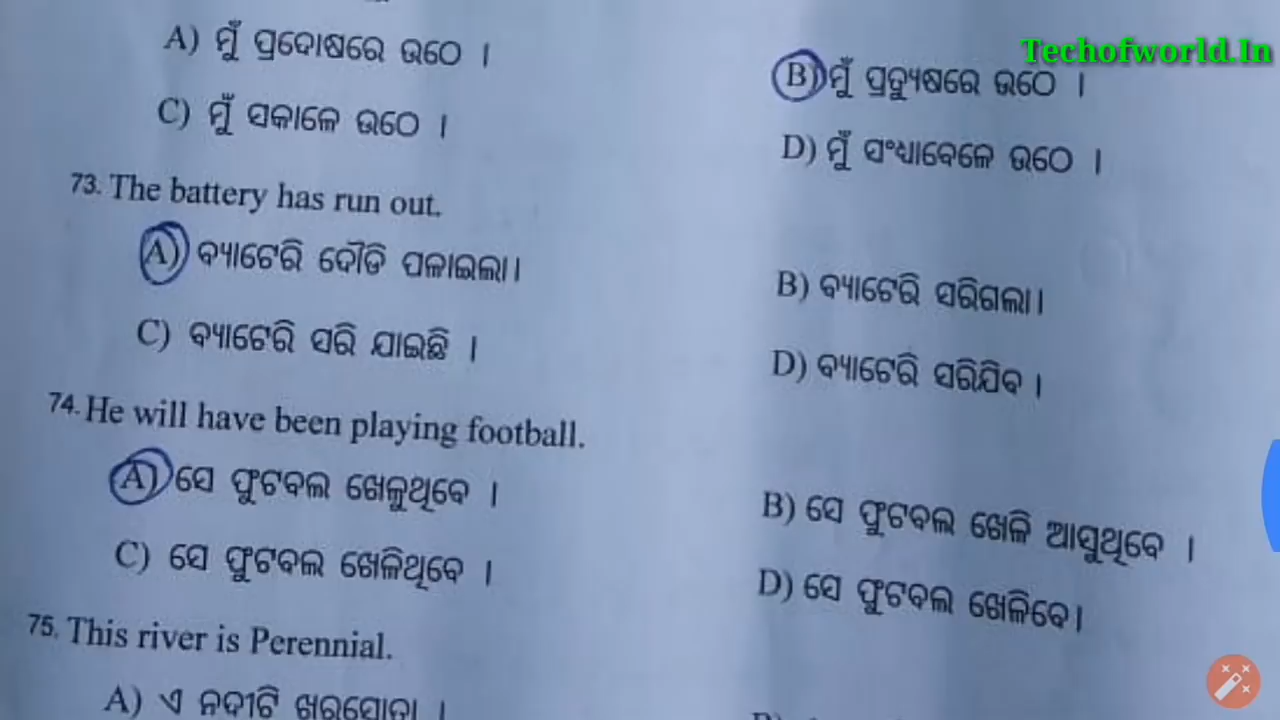 Techofworld.In
A) ମୁଁ ପ୍ରଦୋଷରେ ଉଠେ ।
B) ମୁଁ ପ୍ରତ୍ୟୁଷରେ ଉଠେ ।
C) ମୁଁ ସକାଳେ ଉଠେ ।
D) ମୁଁ ସଂଧ୍ୟାବେଳେ ଉଠେ ।
73. The battery has run out.
A) ବ୍ୟାଟେରି ଦୌଡି ପଳାଇଲା।
B) ବ୍ୟାଟେରି ସରିଗଲା।
C) ବ୍ୟାଟେରି ସରି ଯାଇଛି ।
D) ବ୍ୟାଟେରି ସରିଯିବ ।
74. He will have been playing football.
A) ସେ ଫୁଟବଲ ଖେଳୁଥିବେ ।
B) ସେ ଫୁଟବଲ ଖେଳି ଆସୁଥିବେ ।
C) ସେ ଫୁଟବଲ ଖେଳିଥିବେ ।
D) ସେ ଫୁଟବଲ ଖେଳିବେ।
75. This river is Perennial.
A) ଏ ନଦୀଟି ଖରସ୍ରୋତା ।